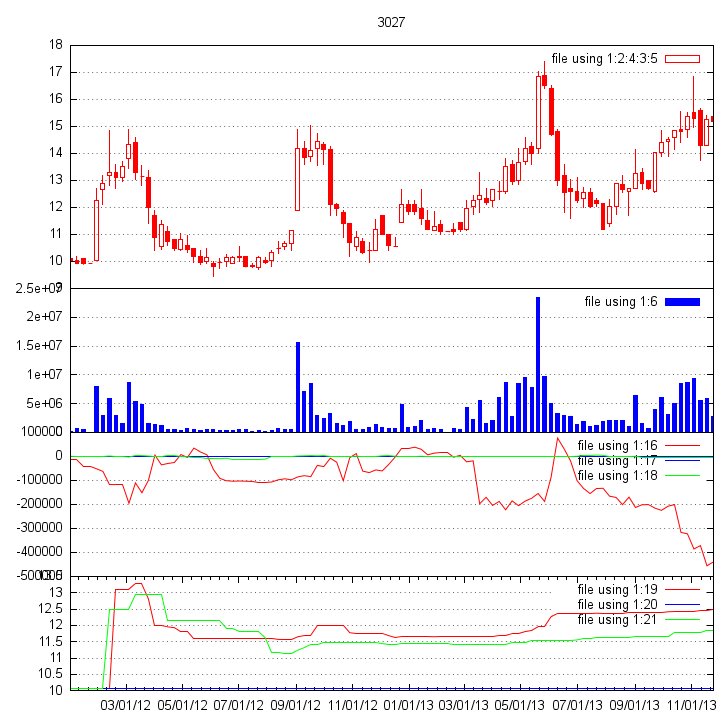 3027
18
file using 1:2:4:3:5
17
16
15
14
13
12
11
10
9
2.5e+07
file using 1:6
2e+07
1.5e+07
1e+07
5e+06
100000
file using 1:16
0
file using 1:17
file using 1:18
-100000
-200000
-300000
-400000
-500000
13.5
13
file using 1:19
12.5
file using 1:20
12
file using 1:21
11.5
11
10.5
10
03/01/12 05/01/12 07/01/12 09/01/12 11/01/12 01/01/13 03/01/13 05/01/13 07/01/13 09/01/13 11/01/13